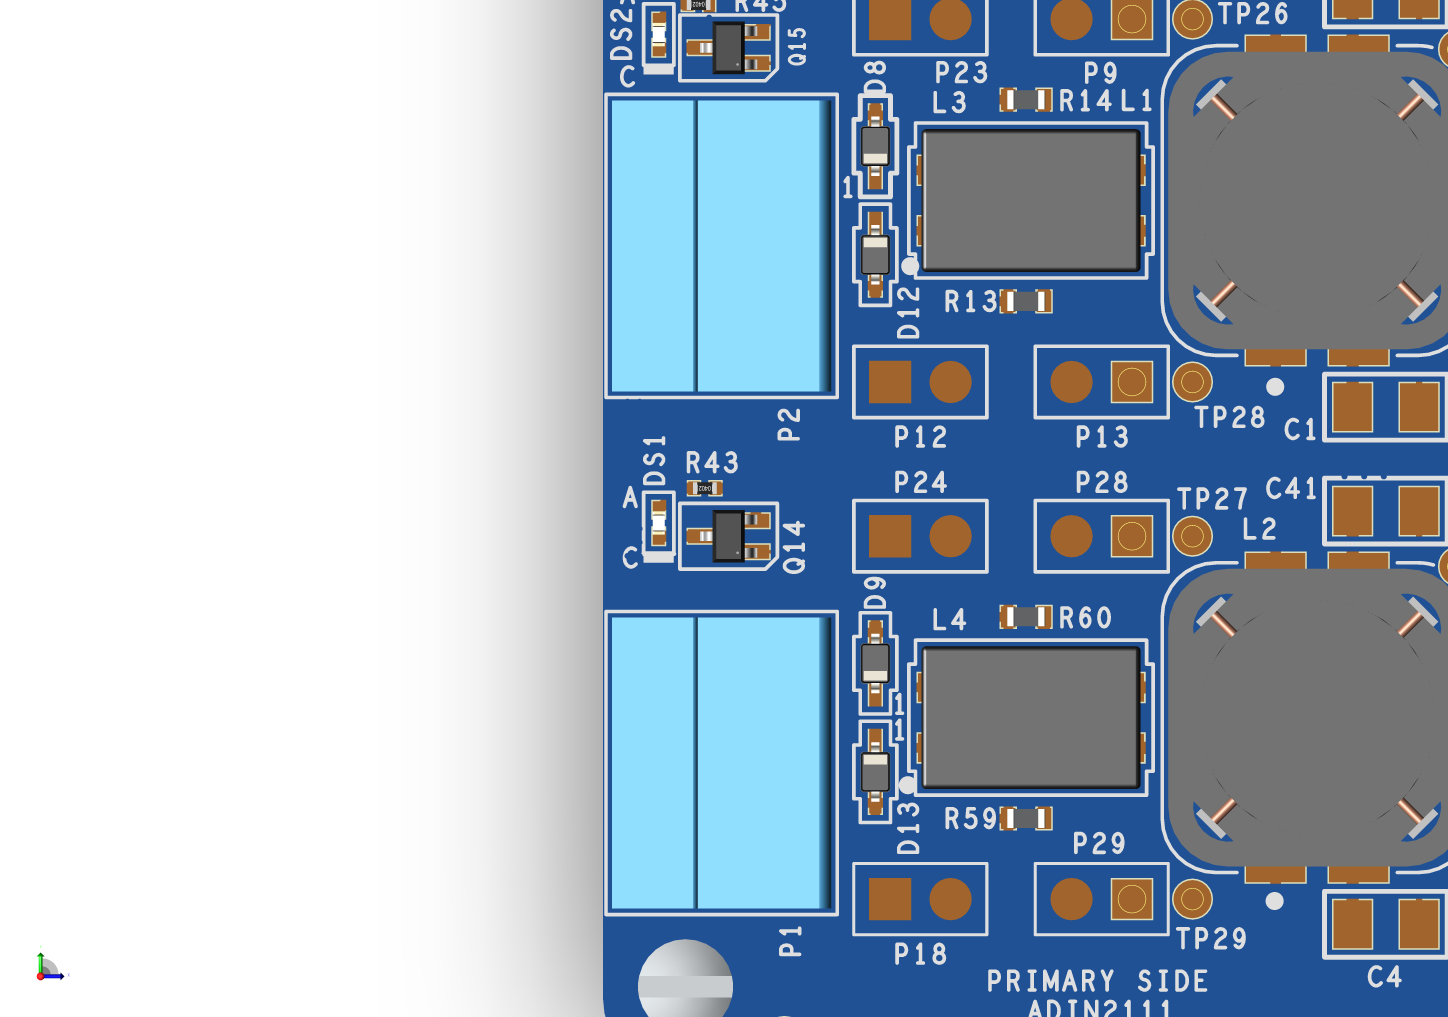 R45
DS2
C
Q15
TP26
P23
P9
D8
L3
R14
L1
1
R13
D12
P2
P12
P13
TP28
C1
DS1
R43
A
0402
C
Q14
P24
P28
TP27
C41
L2
D9
L4
R60
1
1
R59
D13
P29
P1
P18
TP29
C4
PRIMARY SIDE
ADIN2111